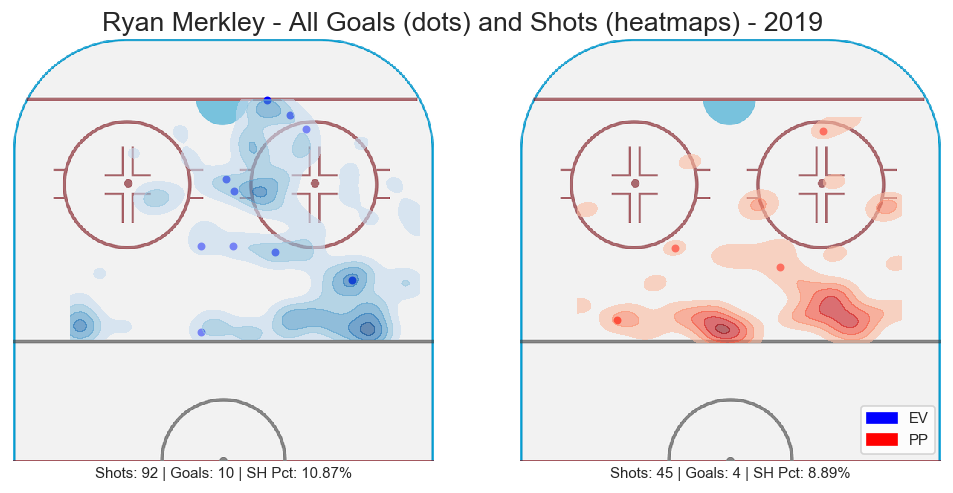 Ryan Merkley - All Goals (dots) and Shots (heatmaps) - 2019
EV
PP
Shots: 92 | Goals: 10 | SH Pct: 10.87%
Shots: 45 | Goals: 4 | SH Pct: 8.89%